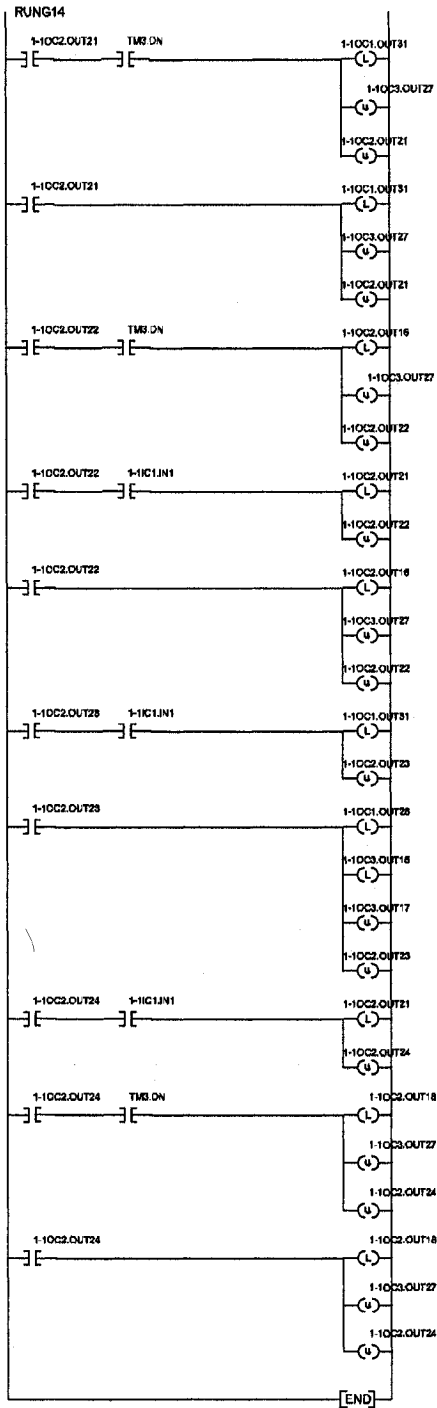 RUNG14
1-1OC2.OUT21 TM3.DN 1-1OC1.OUT31
L
1-1OC3.OUT27
u
1-1OC2.OUT21
u
1-1OC2.OUT21 1-1OC1.OUT31
L
1-1OC3.OUT27
u
1-1OC2.OUT21
u
1-1OC2.OUT22 TM3.DN 1-1OC2.OUT16
L
1-1OC3.OUT27
u
1-1OC2.OUT22
u
1-1OC2.OUT22 1-1IC1.IN1 1-1OC2.OUT21
L
1-1OC2.OUT22
u
1-1OC2.OUT22 1-1OC2.OUT16
L
1-1OC3.OUT27
u
1-1OC2.OUT22
u
1-1OC2.OUT23 1-1IC1.IN1 1-1OC1.OUT31
L
1-1OC2.OUT23
u
1-1OC2.OUT23 1-1OC1.OUT28
L
1-1OC3.OUT16
L
1-1OC3.OUT17
u
1-1OC2.OUT23
u
1-1OC2.OUT24 1-1IC1.IN1 1-1OC2.OUT21
L
1-1OC2.OUT24
u
1-1OC2.OUT24 TM3.DN 1-1OC2.OUT18
L
1-1OC3.OUT27
u
1-1OC2.OUT24
u
1-1OC2.OUT24 1-1OC2.OUT18
L
1-1OC3.OUT27
u
1-1OC2.OUT24
u
[END]